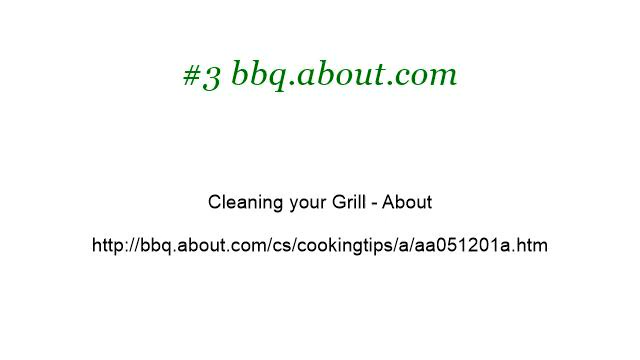 #3 bbq.about.com
Cleaning your Grill - About
http://bbq.about.com/cs/cookingtips/a/aa051201a.htm